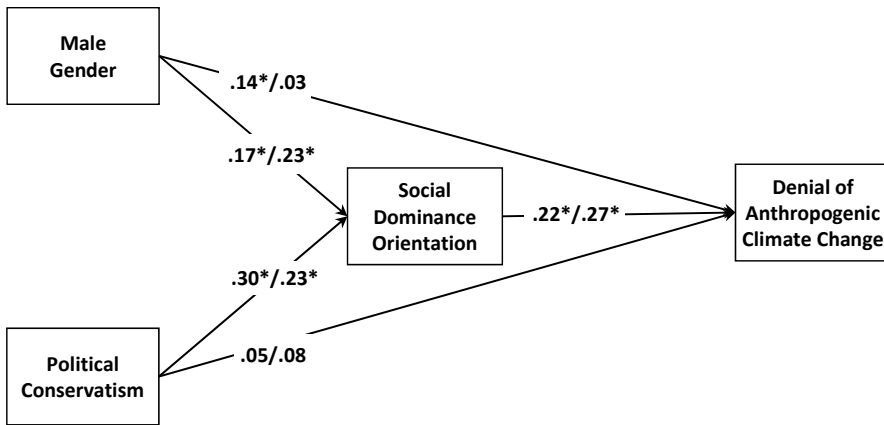 Male
Gender
.14*/.03
.17*/.23*
Social
Dominance
Orientation
.22*/.27*
Denial of
Anthropogenic
Climate Change
.30*/.23*
.05/.08
Political
Conservatism